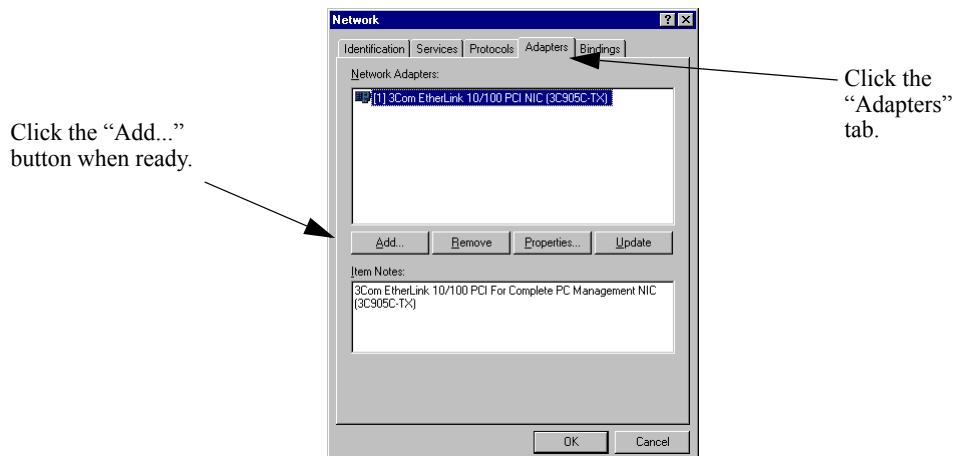 Network
Identification Services Protocols Adapters Bindings
Network Adapters:
[1] 3Com EtherLink 10/100 PCI NIC (3C905C-TX)
Click the
“Adapters”
tab.
Click the “Add...”
button when ready.
Add... Remove Properties... Update
Item Notes:
3Com EtherLink 10/100 PCI For Complete PC Management NIC
(3C905C-TX)
OK Cancel